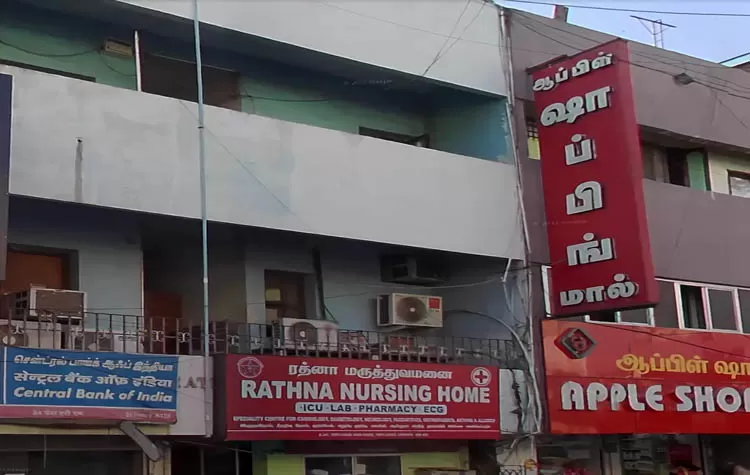 சென்ட்ரல் பாங்க் ஆஃப் இந்தியா
सेन्ट्रल बैंक ऑफ इंडिया
Central Bank of India
ரத்னா மருத்துவமனை
RATHNA NURSING HOME
ICU - LAB - PHARMACY - ECG
ஆப்பிள்
ஷாப்பிங்
மால்
ஆப்பிள் ஷா
APPLE SHO